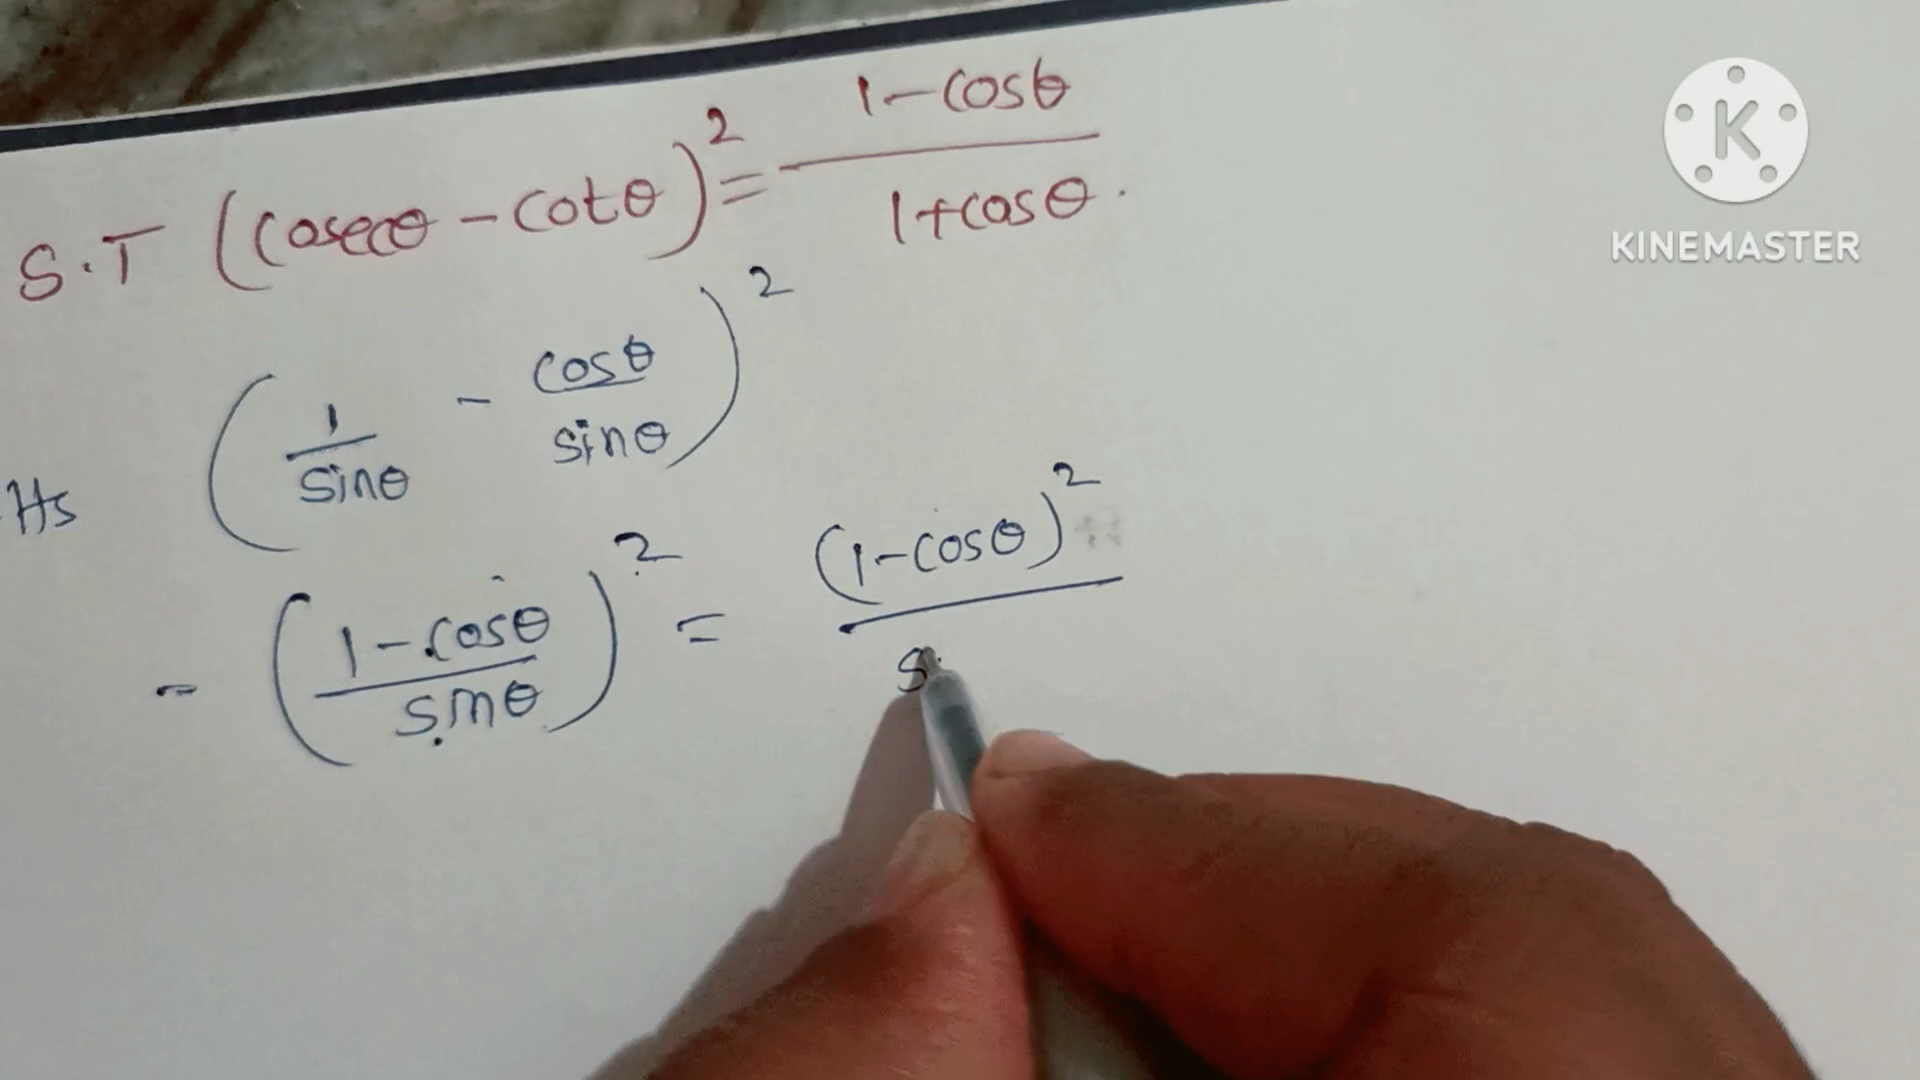 S.T (cosecθ - cotθ)² = 1-cosθ / 1+cosθ.
Hs (1/sinθ - cosθ/sinθ)²
- (1-cosθ/sinθ)² = (1-cosθ)² / s
KINEMASTER